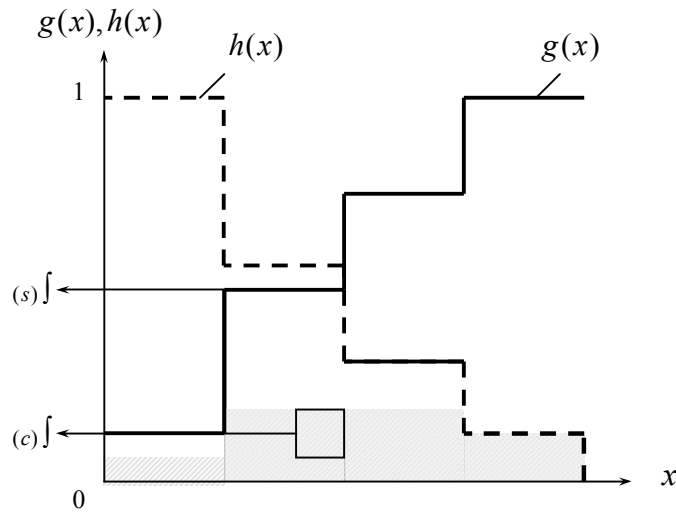 g(x), h(x)
h(x)
g(x)
1
(s) ∫
(c) ∫
0
x